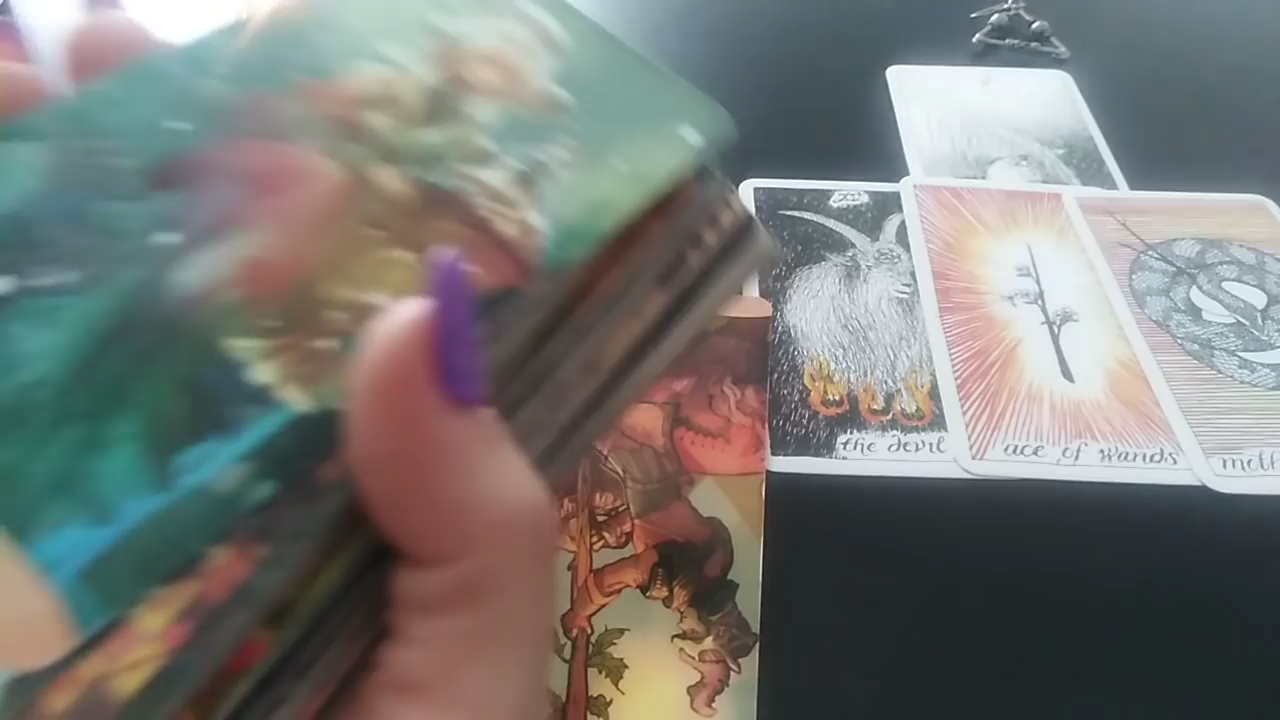 the devil
ace of wands
moth